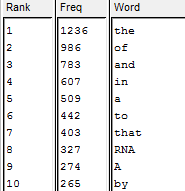 Rank Freq Word
1 1236 the
2 986 of
3 783 and
4 607 in
5 509 a
6 442 to
7 403 that
8 327 RNA
9 274 A
10 265 by